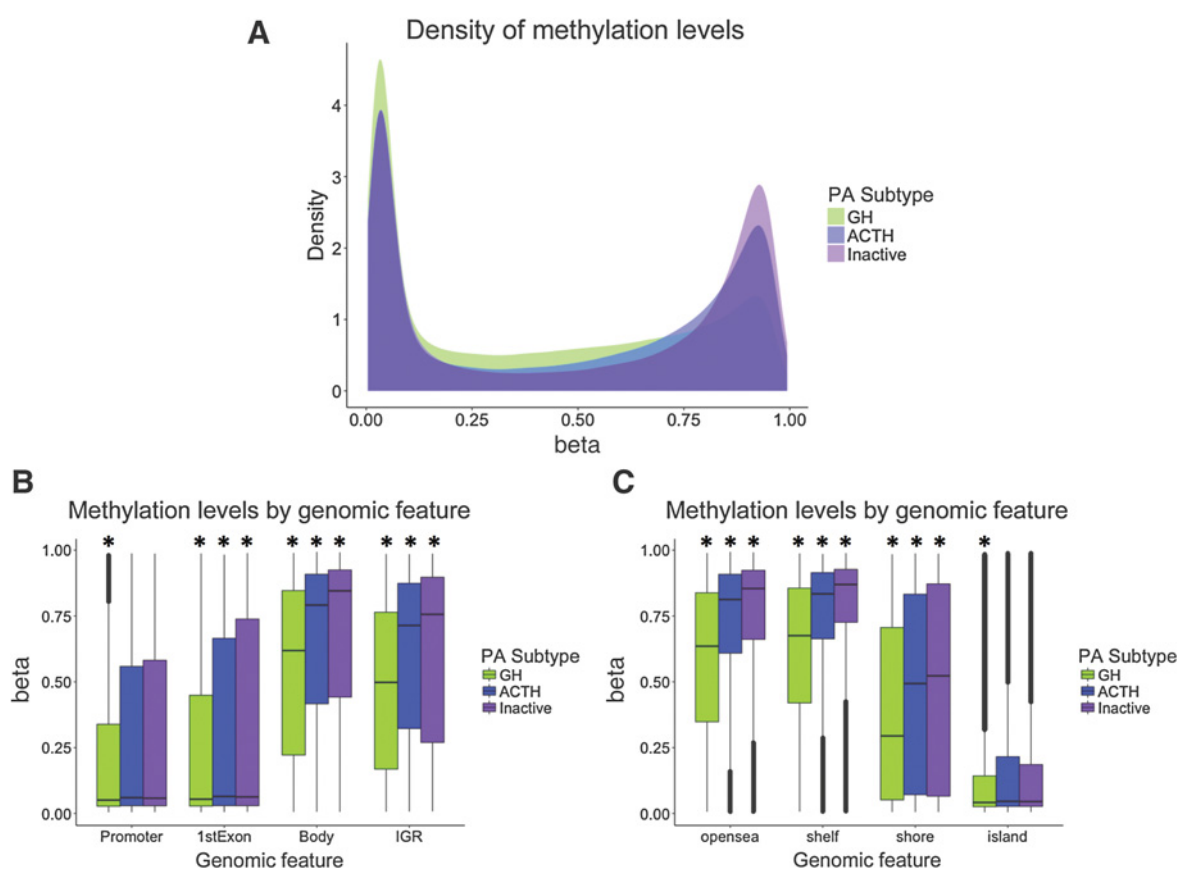 A
Density of methylation levels
4
3
2
1
0
Density
0.00 0.25 0.50 0.75 1.00
beta
PA Subtype
GH
ACTH
Inactive
B
Methylation levels by genomic feature
* * * * * * * * * *
1.00
0.75
0.50
0.25
0.00
beta
Promoter 1stExon Body IGR
Genomic feature
PA Subtype
GH
ACTH
Inactive
C
Methylation levels by genomic feature
* * * * * * * * * *
1.00
0.75
0.50
0.25
0.00
beta
opensea shelf shore island
Genomic feature
PA Subtype
GH
ACTH
Inactive